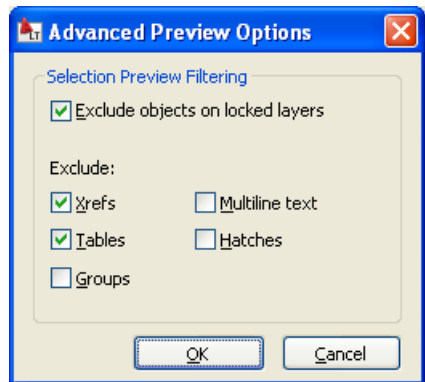 LT Advanced Preview Options
Selection Preview Filtering
Exclude objects on locked layers
Exclude:
Xrefs Multiline text
Tables Hatches
Groups
OK Cancel